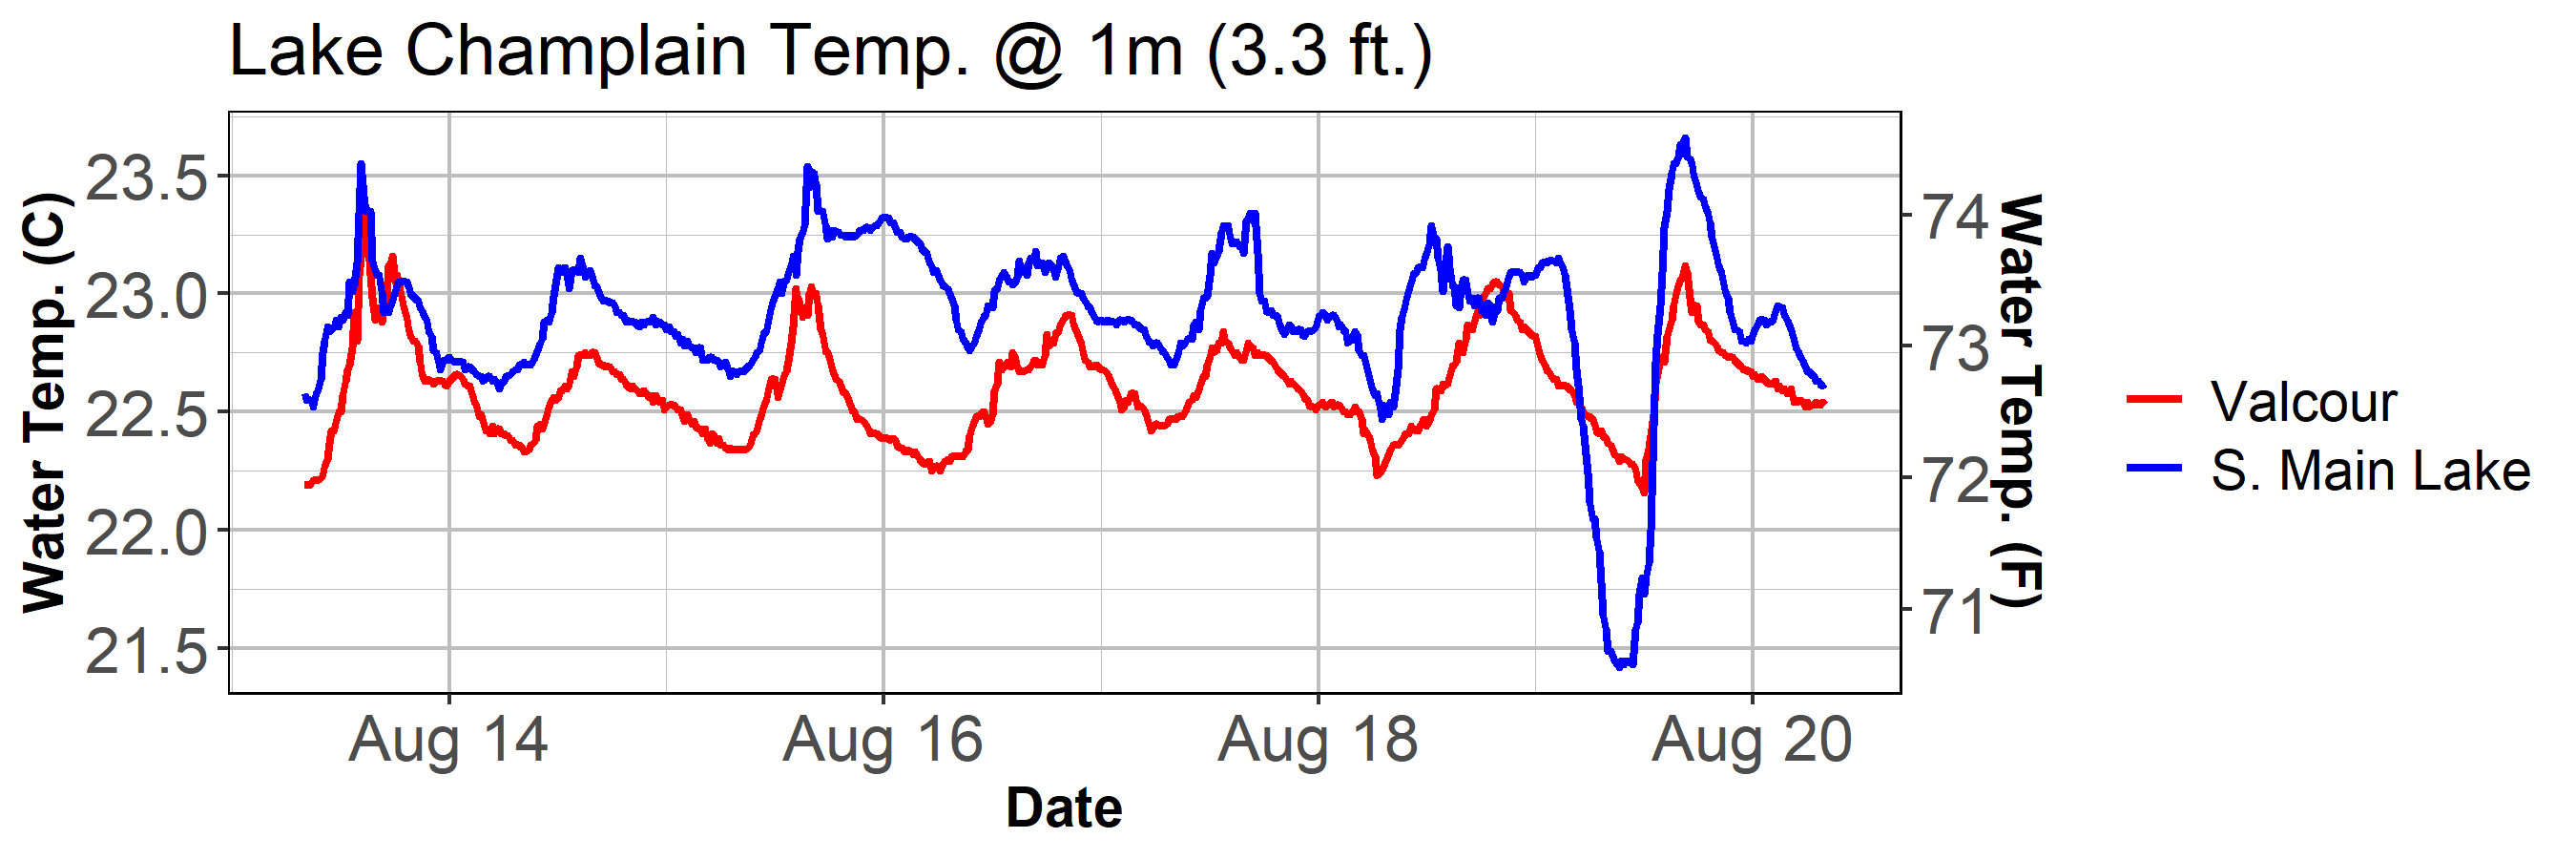 Lake Champlain Temp. @ 1m (3.3 ft.)
Water Temp. (C)
23.5
23.0
22.5
22.0
21.5
74
73
72
71
Water Temp. (F)
Aug 14
Aug 16
Aug 18
Aug 20
Date
Valcour
S. Main Lake